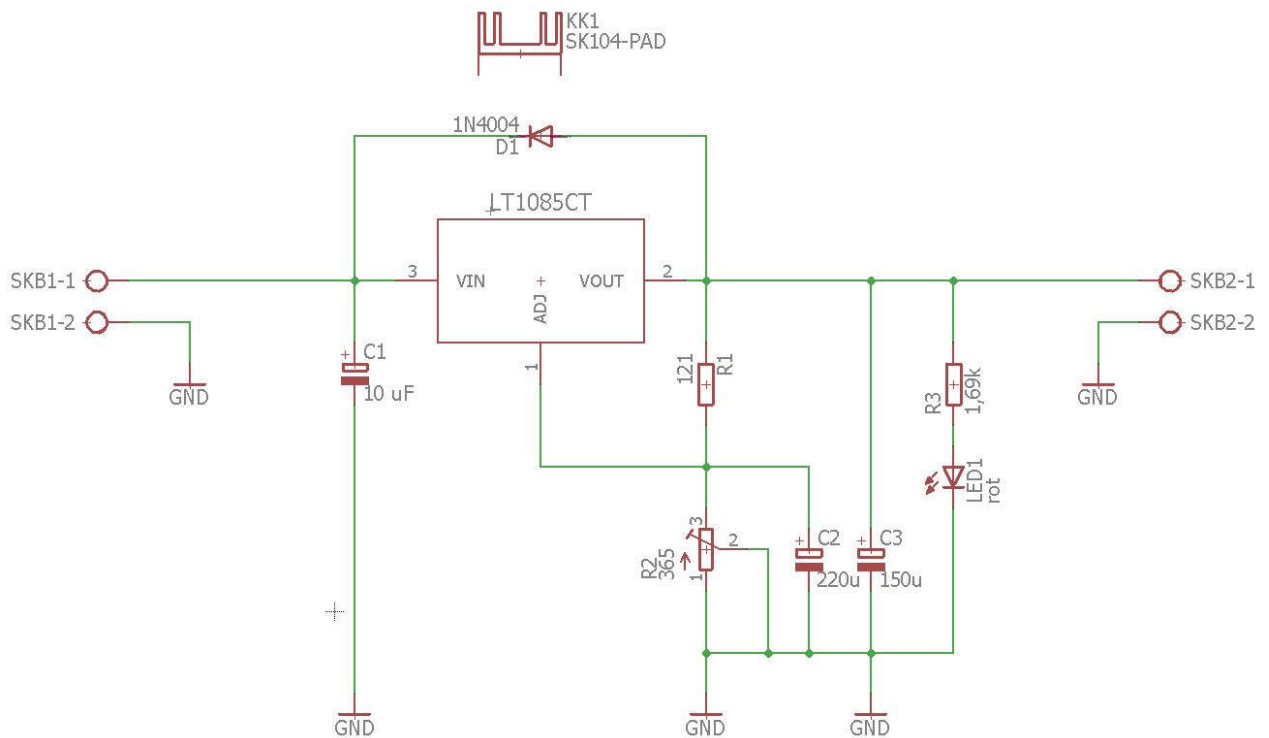 KK1
SK104-PAD
1N4004
D1
LT1085CT
SKB1-1
3
VIN
ADJ
VOUT
2
SKB2-1
SKB1-2
SKB2-2
1
C1
10 uF
121
R1
R3
1,69k
GND
GND
LED1
rot
3
2
R2
365
1
C2
220u
C3
150u
GND
GND
GND